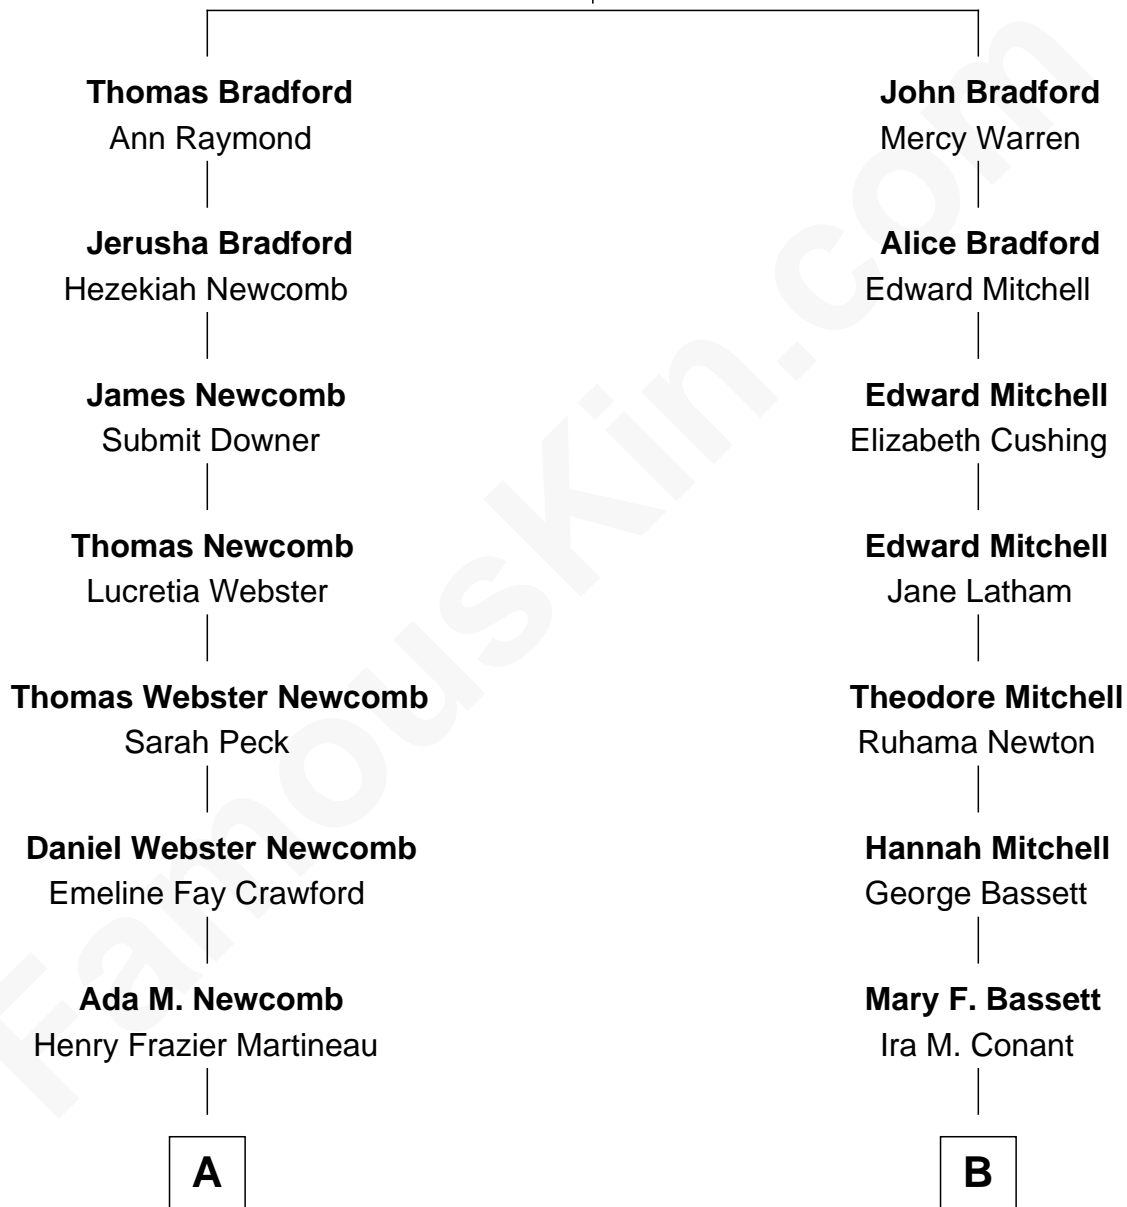 Thomas Bradford
Ann Raymond
Jerusha Bradford
Hezekiah Newcomb
James Newcomb
Submit Downer
Thomas Newcomb
Lucretia Webster
Thomas Webster Newcomb
Sarah Peck
Daniel Webster Newcomb
Emeline Fay Crawford
Ada M. Newcomb
Henry Frazier Martineau
A
John Bradford
Mercy Warren
Alice Bradford
Edward Mitchell
Edward Mitchell
Elizabeth Cushing
Edward Mitchell
Jane Latham
Theodore Mitchell
Ruhama Newton
Hannah Mitchell
George Bassett
Mary F. Bassett
Ira M. Conant
B
FamousKin.com